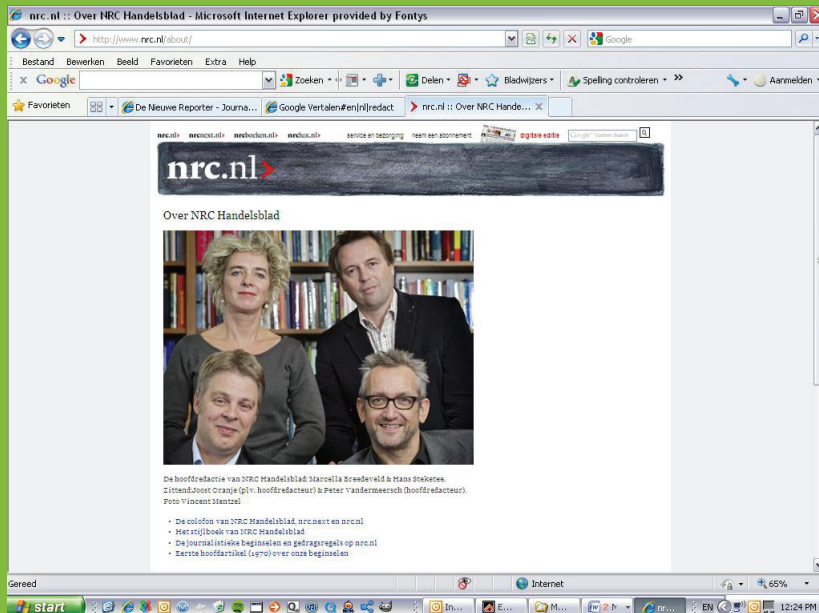 nrc.nl :: Over NRC Handelsblad - Microsoft Internet Explorer provided by Fontys
http://www.nrc.nl/about/
Google
Bestand Bewerken Beeld Favorieten Extra Help
x Google Zoeken Delen Bladwijzers Spelling controleren Aanmelden
Favorieten De Nieuwe Reporter - Journa... Google Vertalen#en|nl|redact nrc.nl :: Over NRC Hande... X
nrc.nl> nrcnext.nl> nrcboeken.nl> nrclux.nl> service en bezorging neem een abonnement digitale editie Google Custom Search
nrc.nl>
Over NRC Handelsblad
De hoofdredactie van NRC Handelsblad: Marcella Breedeveld & Hans Steketee.
Zittend:Joost Oranje (plv. hoofdredacteur) & Peter Vandermeersch (hoofdredacteur).
Foto Vincent Mentzel
• De colofon van NRC Handelsblad, nrc.next en nrc.nl
• Het stijlboek van NRC Handelsblad
• De journalistieke beginselen en gedragsregels op nrc.nl
• Eerste hoofdartikel (1970) over onze beginselen
Gereed Internet 65%
start In... E... M... 2 nr... EN 12:24 PM